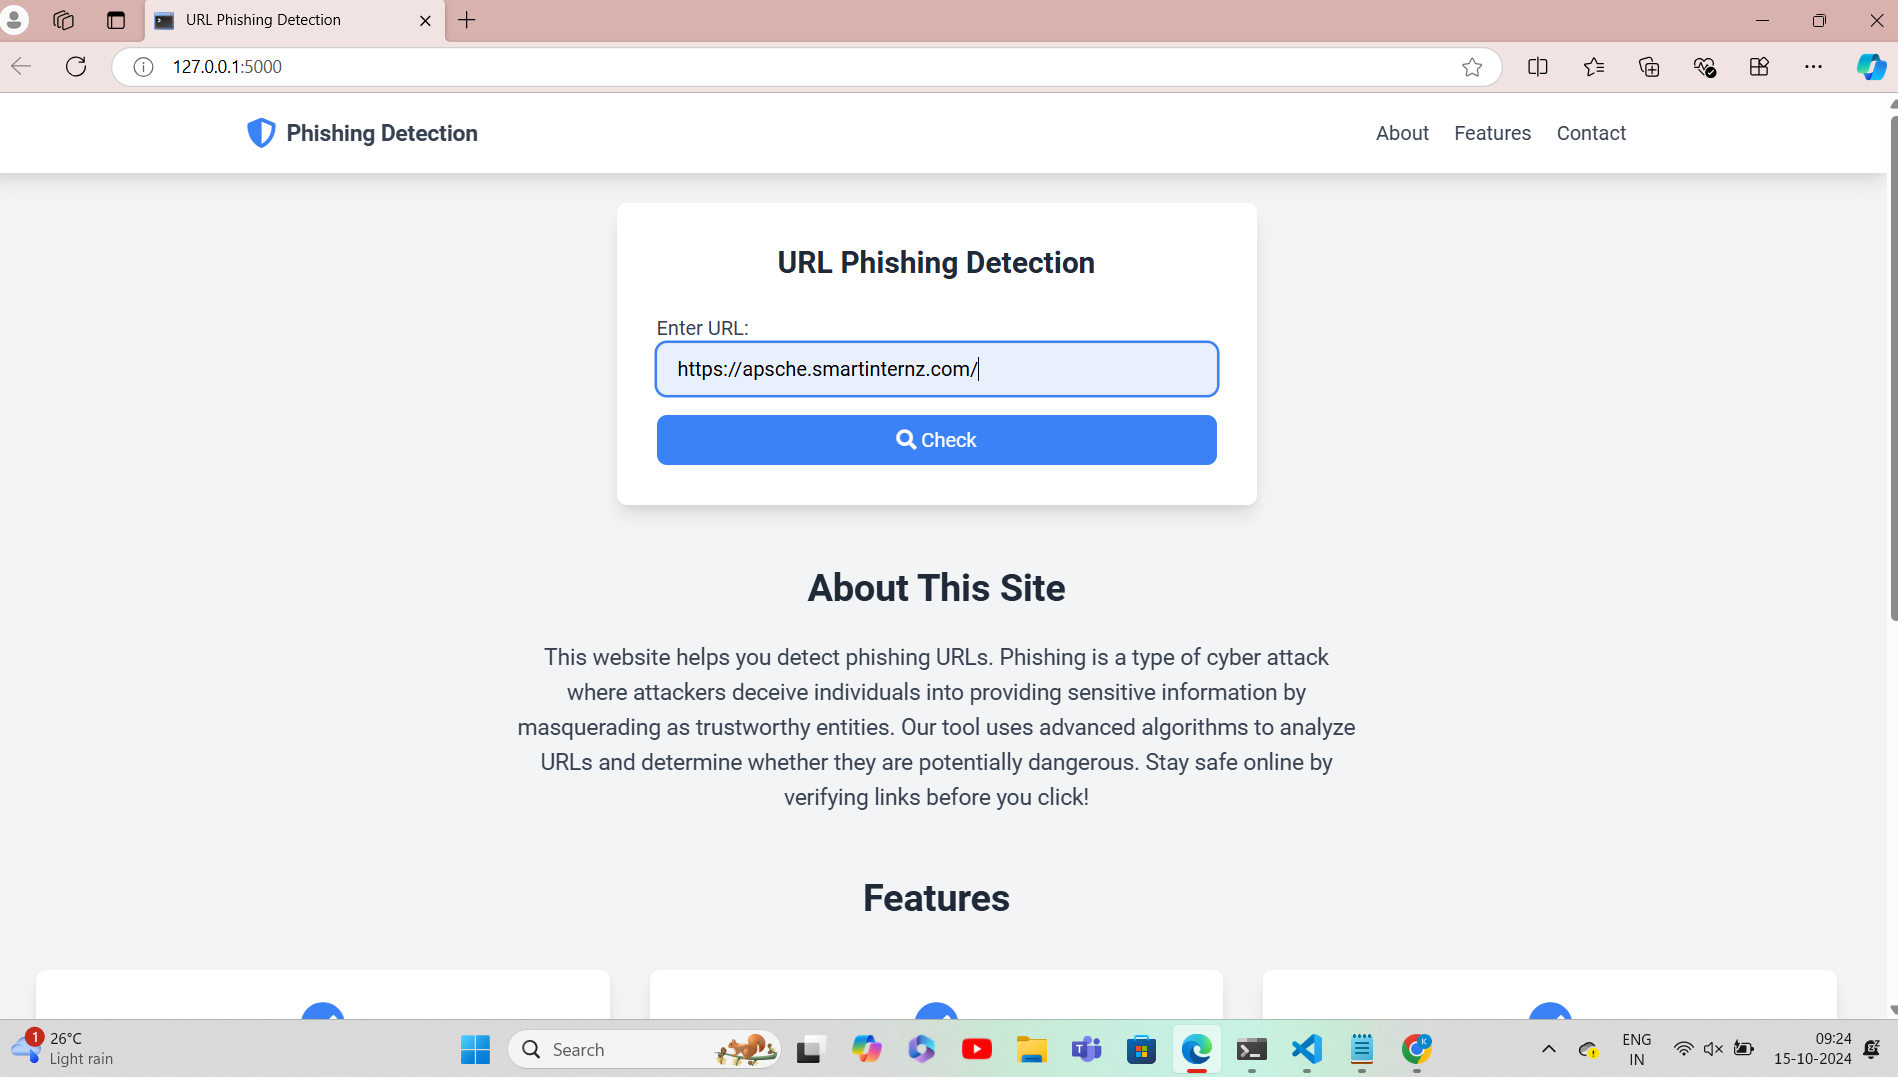 URL Phishing Detection
127.0.0.1:5000
Phishing Detection
About
Features
Contact
URL Phishing Detection
Enter URL:
https://apsche.smartinternz.com/
Check
About This Site
This website helps you detect phishing URLs. Phishing is a type of cyber attack
where attackers deceive individuals into providing sensitive information by
masquerading as trustworthy entities. Our tool uses advanced algorithms to analyze
URLs and determine whether they are potentially dangerous. Stay safe online by
verifying links before you click!
Features
1
26°C
Light rain
Search
K
ENG
IN
09:24
15-10-2024